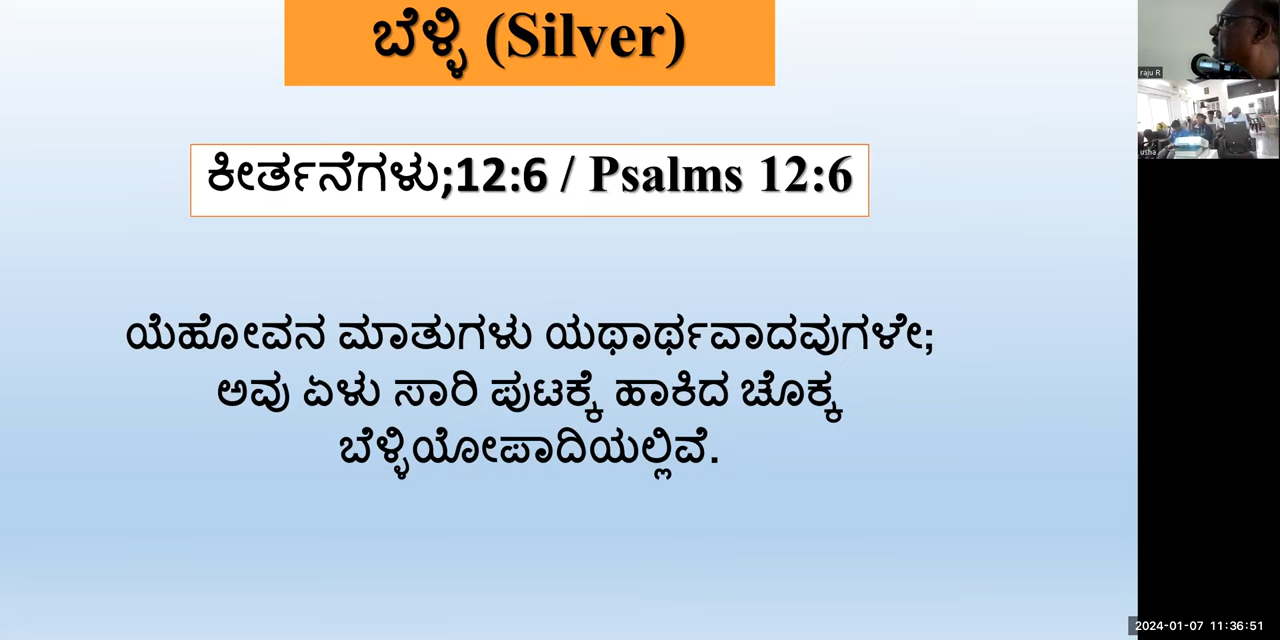 ಬೆಳ್ಳಿ (Silver)
ಕೀರ್ತನೆಗಳು;12:6 / Psalms 12:6
ಯೆಹೋವನ ಮಾತುಗಳು ಯಥಾರ್ಥವಾದವುಗಳೇ;
ಅವು ಏಳು ಸಾರಿ ಪುಟಕ್ಕೆ ಹಾಕಿದ ಚೊಕ್ಕ
ಬೆಳ್ಳಿಯೋಪಾದಿಯಲ್ಲಿವೆ.
raju R
usha
2024-01-07 11:36:51